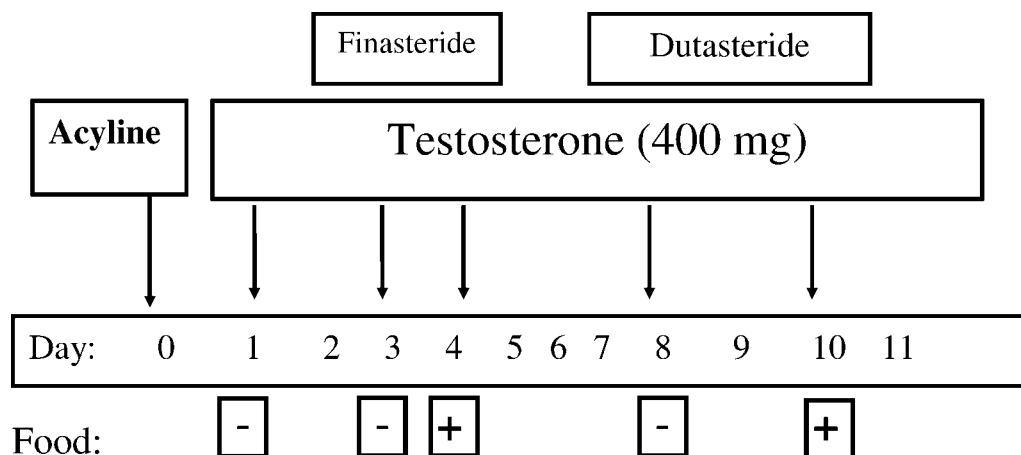 Finasteride
Dutasteride
Acyline
Testosterone (400 mg)
Day: 0 1 2 3 4 5 6 7 8 9 10 11
- - + - +
Food: